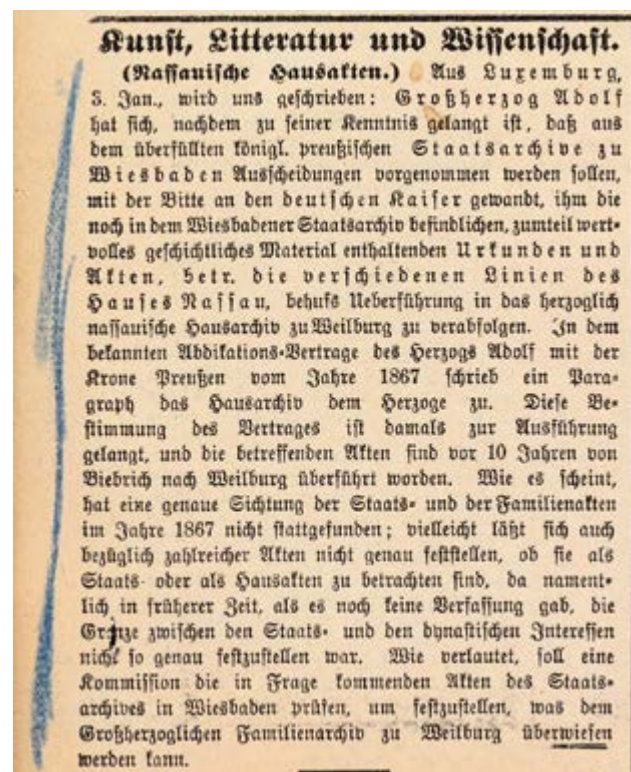 Kunst, Litteratur und Wissenschaft.
(Nassauische Hausakten.) Aus Luxemburg,
3. Jan., wird uns geschrieben: Großherzog Adolf
hat sich, nachdem zu seiner Kenntnis gelangt ist, daß aus
dem überfüllten königl. preußischen Staatsarchive zu
Wiesbaden Ausscheidungen vorgenommen werden sollen,
mit der Bitte an den deutschen Kaiser gewandt, ihm die
noch in dem Wiesbadener Staatsarchiv befindlichen, zumteil wert-
volles geschichtliches Material enthaltenden Urkunden und
Akten, betr. die verschiedenen Linien des
Hauses Nassau, behufs Ueberführung in das herzoglich
nassauische Hausarchiv zu Weilburg zu verabfolgen. In dem
bekannten Abdikations-Vertrage des Herzogs Adolf mit der
Krone Preußen vom Jahre 1867 schrieb ein Para-
graph das Hausarchiv dem Herzoge zu. Diese Be-
stimmung des Vertrages ist damals zur Ausführung
gelangt, und die betreffenden Akten sind vor 10 Jahren von
Biebrich nach Weilburg überführt worden. Wie es scheint,
hat eine genaue Sichtung der Staats- und der Familienakten
im Jahre 1867 nicht stattgefunden; vielleicht läßt sich auch
bezüglich zahlreicher Akten nicht genau feststellen, ob sie als
Staats- oder als Hausakten zu betrachten sind, da nament-
lich in früherer Zeit, als es noch keine Verfassung gab, die
Grenze zwischen den Staats- und den dynastischen Interessen
nicht so genau festzustellen war. Wie verlautet, soll eine
Kommission die in Frage kommenden Akten des Staats-
archives in Wiesbaden prüfen, um festzustellen, was dem
Großherzoglichen Familienarchiv zu Weilburg überwiesen
werden kann.